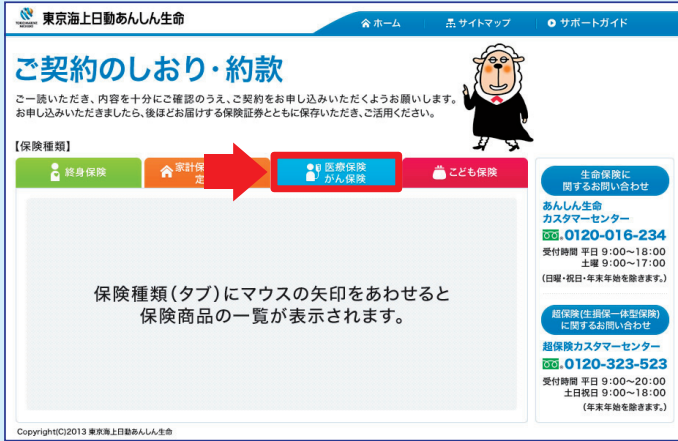 東京海上日動あんしん生命
ホーム
サイトマップ
サポートガイド
ご契約のしおり・約款
ご一読いただき、内容を十分にご確認のうえ、ご契約をお申し込みいただくようお願いします。
お申し込みいただきましたら、後ほどお届けする保険証券とともに保存いただき、ご活用ください。
【保険種類】
終身保険
家計保
定
医療保険
がん保険
こども保険
保険種類(タブ)にマウスの矢印をあわせると
保険商品の一覧が表示されます。
生命保険に
関するお問い合わせ
あんしん生命
カスタマーセンター
0120-016-234
受付時間 平日 9:00〜18:00
土曜 9:00〜17:00
(日曜・祝日・年末年始を除きます。)
超保険(生損保一体型保険)
に関するお問い合わせ
超保険カスタマーセンター
0120-323-523
受付時間 平日 9:00〜20:00
土日祝日 9:00〜18:00
(年末年始を除きます。)
Copyright(C)2013 東京海上日動あんしん生命